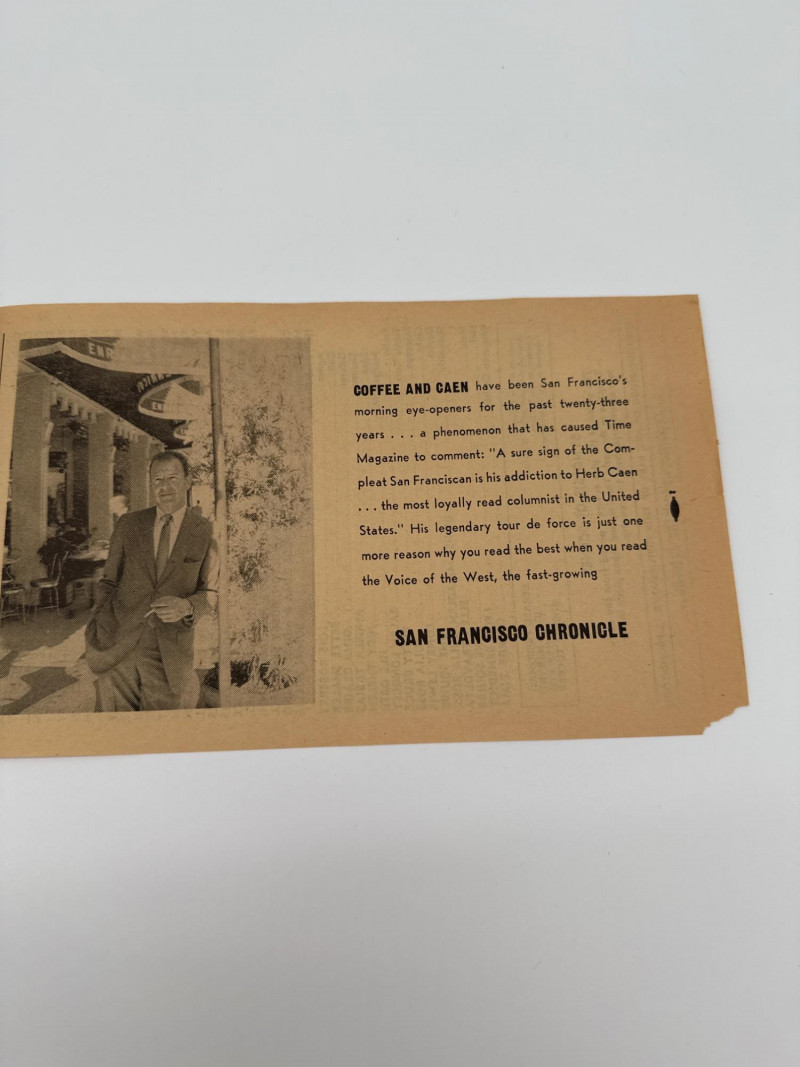 COFFEE AND CAEN have been San Francisco's
morning eye-openers for the past twenty-three
years . . . a phenomenon that has caused Time
Magazine to comment: "A sure sign of the Com-
pleat San Franciscan is his addiction to Herb Caen
. . . the most loyally read columnist in the United
States." His legendary tour de force is just one
more reason why you read the best when you read
the Voice of the West, the fast-growing
SAN FRANCISCO CHRONICLE